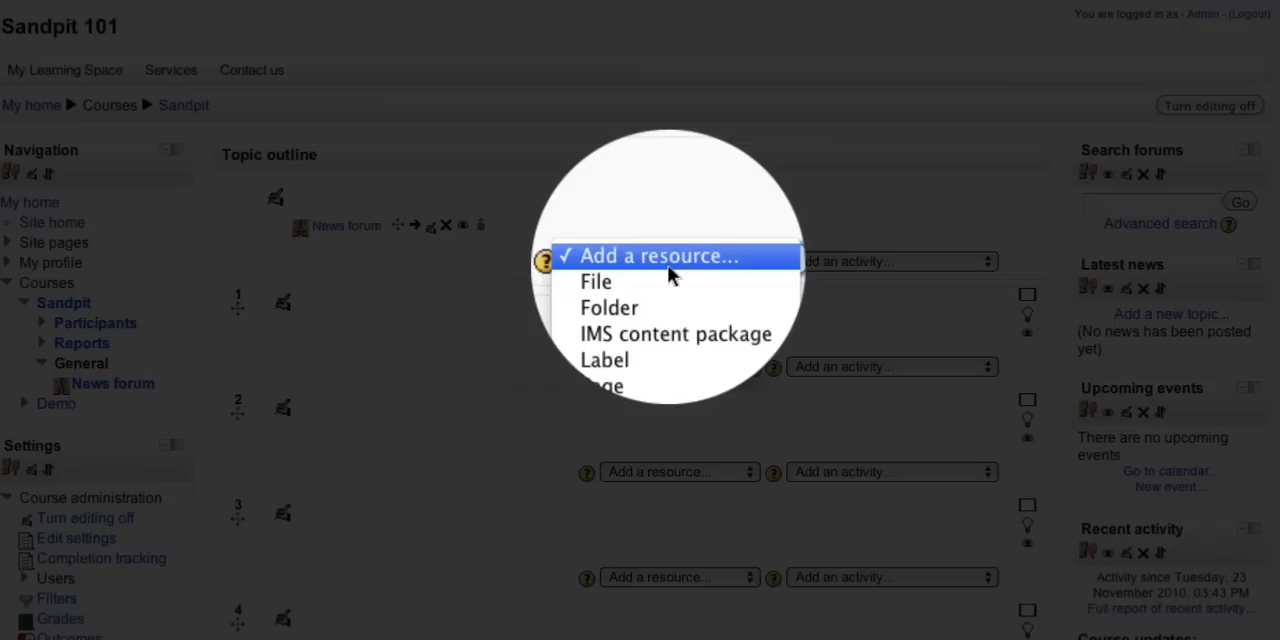 You are logged in as - Admin - (Logout)
Sandpit 101
My Learning Space Services Contact us
My home Courses Sandpit
Turn editing off
Navigation
My home
Site home
Site pages
My profile
Courses
Sandpit
Participants
Reports
General
News forum
Demo
Settings
Course administration
Turn editing off
Edit settings
Completion tracking
Users
Filters
Grades
Outcomes
Topic outline
News forum
? ✓ Add a resource...
File
Folder
IMS content package
Label
dd an activity...
1
? Add an activity...
2
? Add a resource... ? Add an activity...
3
? Add a resource... ? Add an activity...
4
Search forums
Go
Advanced search ?
Latest news
Add a new topic...
(No news has been posted
yet)
Upcoming events
There are no upcoming
events
Go to calendar...
New event...
Recent activity
Activity since Tuesday, 23
November 2010, 03:43 PM
Full report of recent activity...
Course updates: